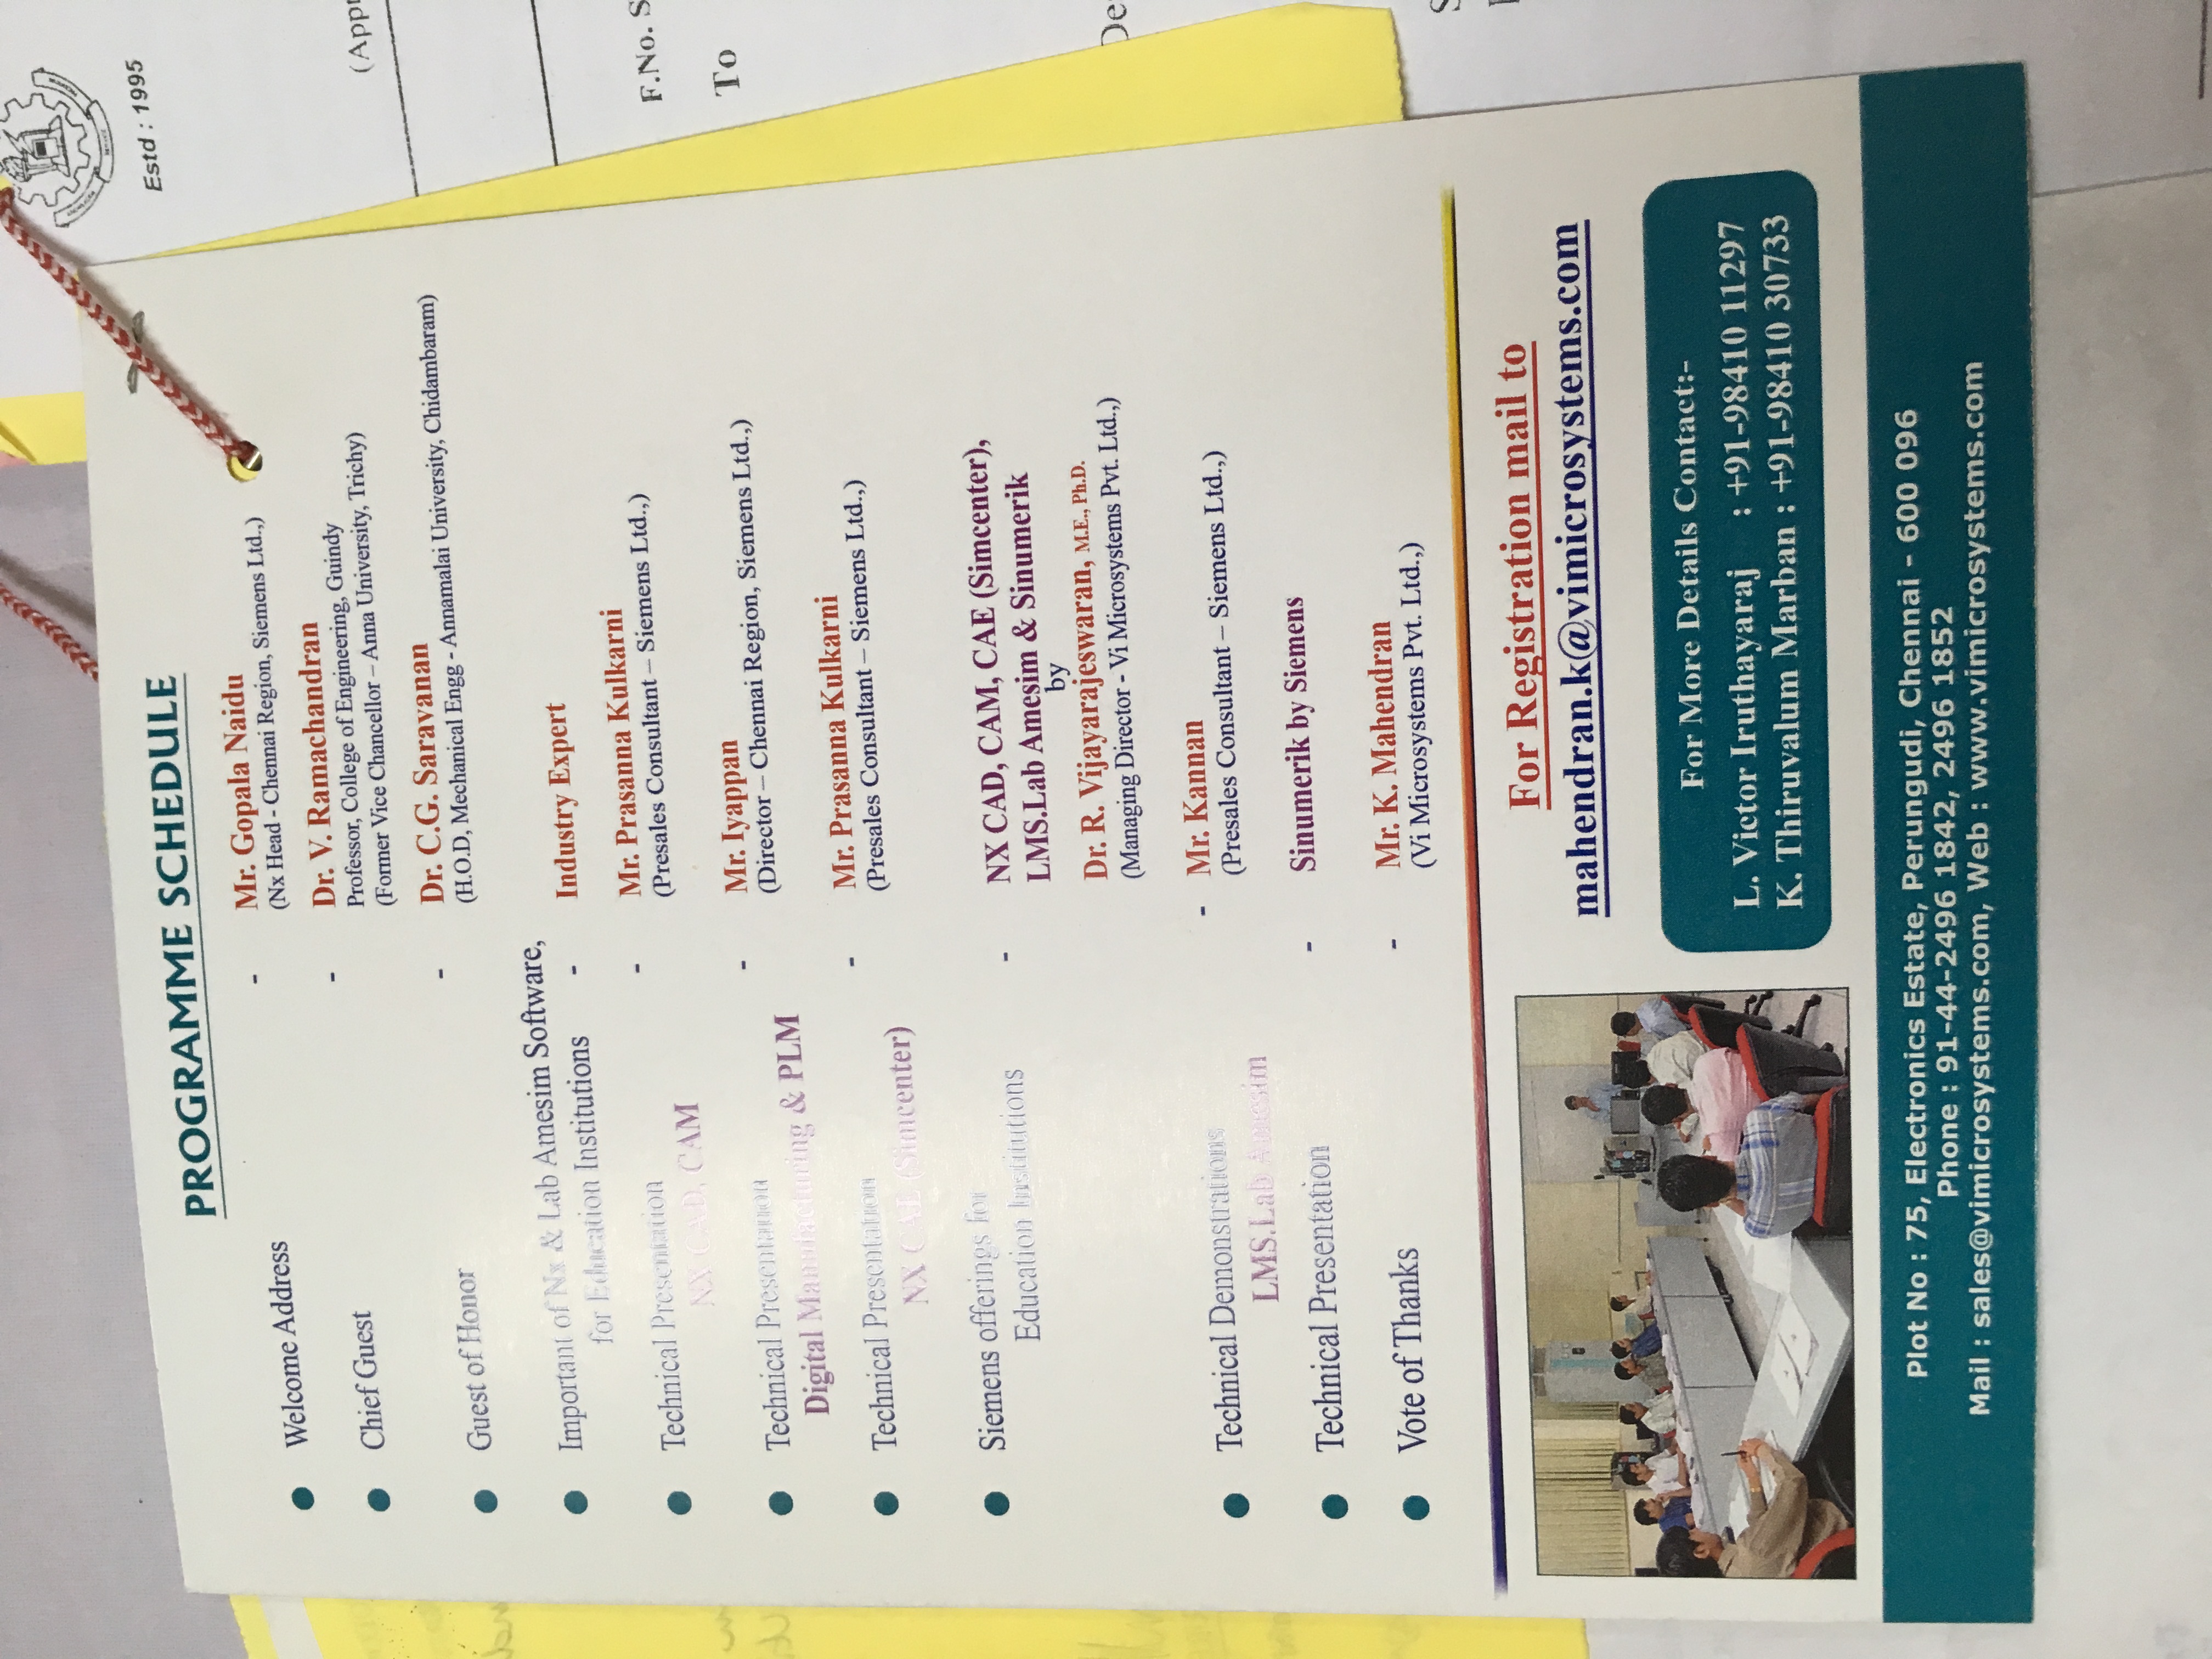 PROGRAMME SCHEDULE
Welcome Address - Mr. Gopala Naidu
(Nx Head - Chennai Region, Siemens Ltd.,)
Chief Guest - Dr. V. Ramachandran
Professor, College of Engineering, Guindy
(Former Vice Chancellor – Anna University, Trichy)
Guest of Honor - Dr. C.G. Saravanan
(H.O.D, Mechanical Engg - Annamalai University, Chidambaram)
Important of Nx & Lab Amesim Software,
for Education Institutions - Industry Expert
Technical Presentation - Mr. Prasanna Kulkarni
NX CAD, CAM (Presales Consultant – Siemens Ltd.,)
Technical Presentation - Mr. Iyappan
Digital Manufacturing & PLM (Director – Chennai Region, Siemens Ltd.,)
Technical Presentation - Mr. Prasanna Kulkarni
NX CAE (Simcenter) (Presales Consultant – Siemens Ltd.,)
Siemens offerings for
Education Institutions - NX CAD, CAM, CAE (Simcenter),
LMS.Lab Amesim & Sinumerik
by
Dr. R. Vijayarajeswaran, M.E., Ph.D.
(Managing Director - Vi Microsystems Pvt. Ltd.,)
Technical Demonstrations - Mr. Kannan
LMS.Lab Amesim (Presales Consultant – Siemens Ltd.,)
Technical Presentation - Sinumerik by Siemens
Vote of Thanks - Mr. K. Mahendran
(Vi Microsystems Pvt. Ltd.,)
For Registration mail to
mahendran.k@vimicrosystems.com
For More Details Contact:-
L. Victor Iruthayaraj : +91-98410 11297
K. Thiruvalum Marban : +91-98410 30733
Plot No : 75, Electronics Estate, Perungudi, Chennai - 600 096
Phone : 91-44-2496 1842, 2496 1852
Mail : sales@vimicrosystems.com, Web : www.vimicrosystems.com
Estd : 1995
(Appr
F.No. S
To
De